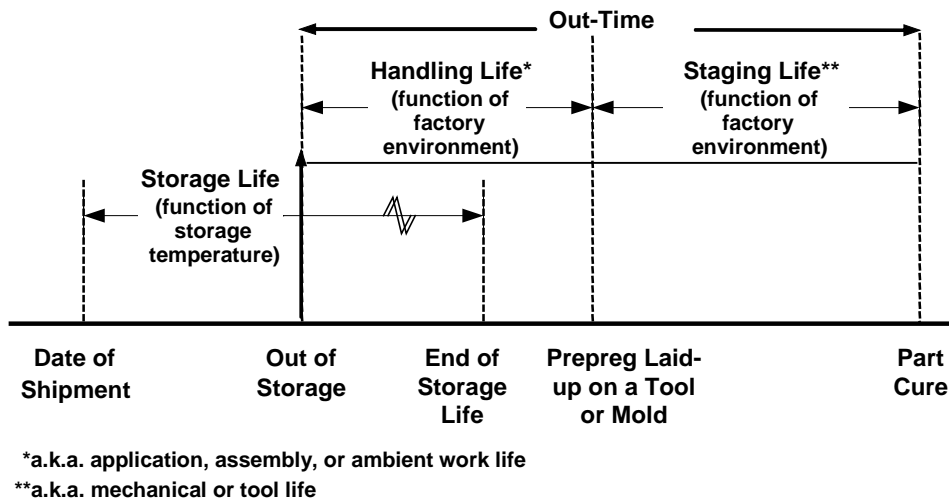 Out-Time
Handling Life*
(function of
factory
environment)
Staging Life**
(function of
factory
environment)
Storage Life
(function of
storage
temperature)
Date of
Shipment
Out of
Storage
End of
Storage
Life
Prepreg Laid-
up on a Tool
or Mold
Part
Cure
*a.k.a. application, assembly, or ambient work life
**a.k.a. mechanical or tool life